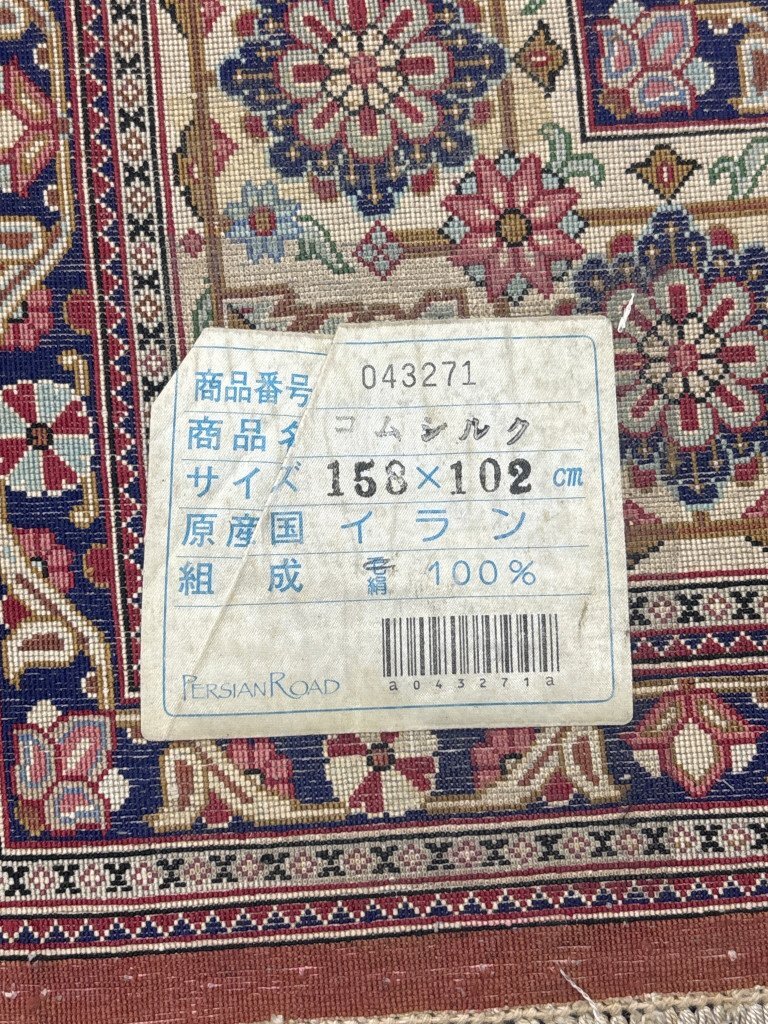 商品番号 043271
商品名 コムシルク
サイズ 158×102 cm
原産国 イラン
組成 毛 絹 100%
a043271a
PERSIAN ROAD